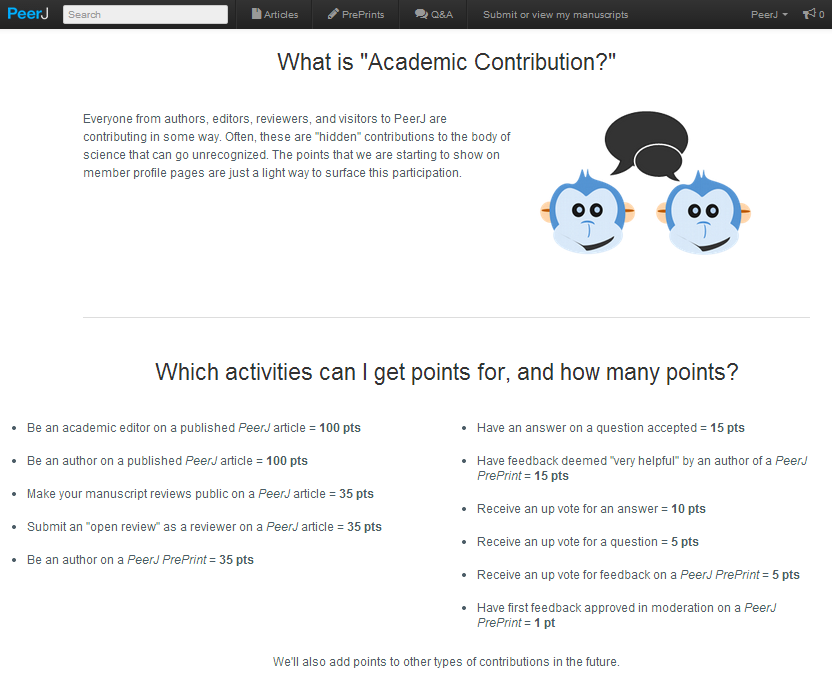 PeerJ Search Articles PrePrints Q&A Submit or view my manuscripts PeerJ 0
What is "Academic Contribution?"
Everyone from authors, editors, reviewers, and visitors to PeerJ are
contributing in some way. Often, these are "hidden" contributions to the body of
science that can go unrecognized. The points that we are starting to show on
member profile pages are just a light way to surface this participation.
Which activities can I get points for, and how many points?
• Be an academic editor on a published PeerJ article = 100 pts
• Be an author on a published PeerJ article = 100 pts
• Make your manuscript reviews public on a PeerJ article = 35 pts
• Submit an "open review" as a reviewer on a PeerJ article = 35 pts
• Be an author on a PeerJ PrePrint = 35 pts
• Have an answer on a question accepted = 15 pts
• Have feedback deemed "very helpful" by an author of a PeerJ
PrePrint = 15 pts
• Receive an up vote for an answer = 10 pts
• Receive an up vote for a question = 5 pts
• Receive an up vote for feedback on a PeerJ PrePrint = 5 pts
• Have first feedback approved in moderation on a PeerJ
PrePrint = 1 pt
We'll also add points to other types of contributions in the future.